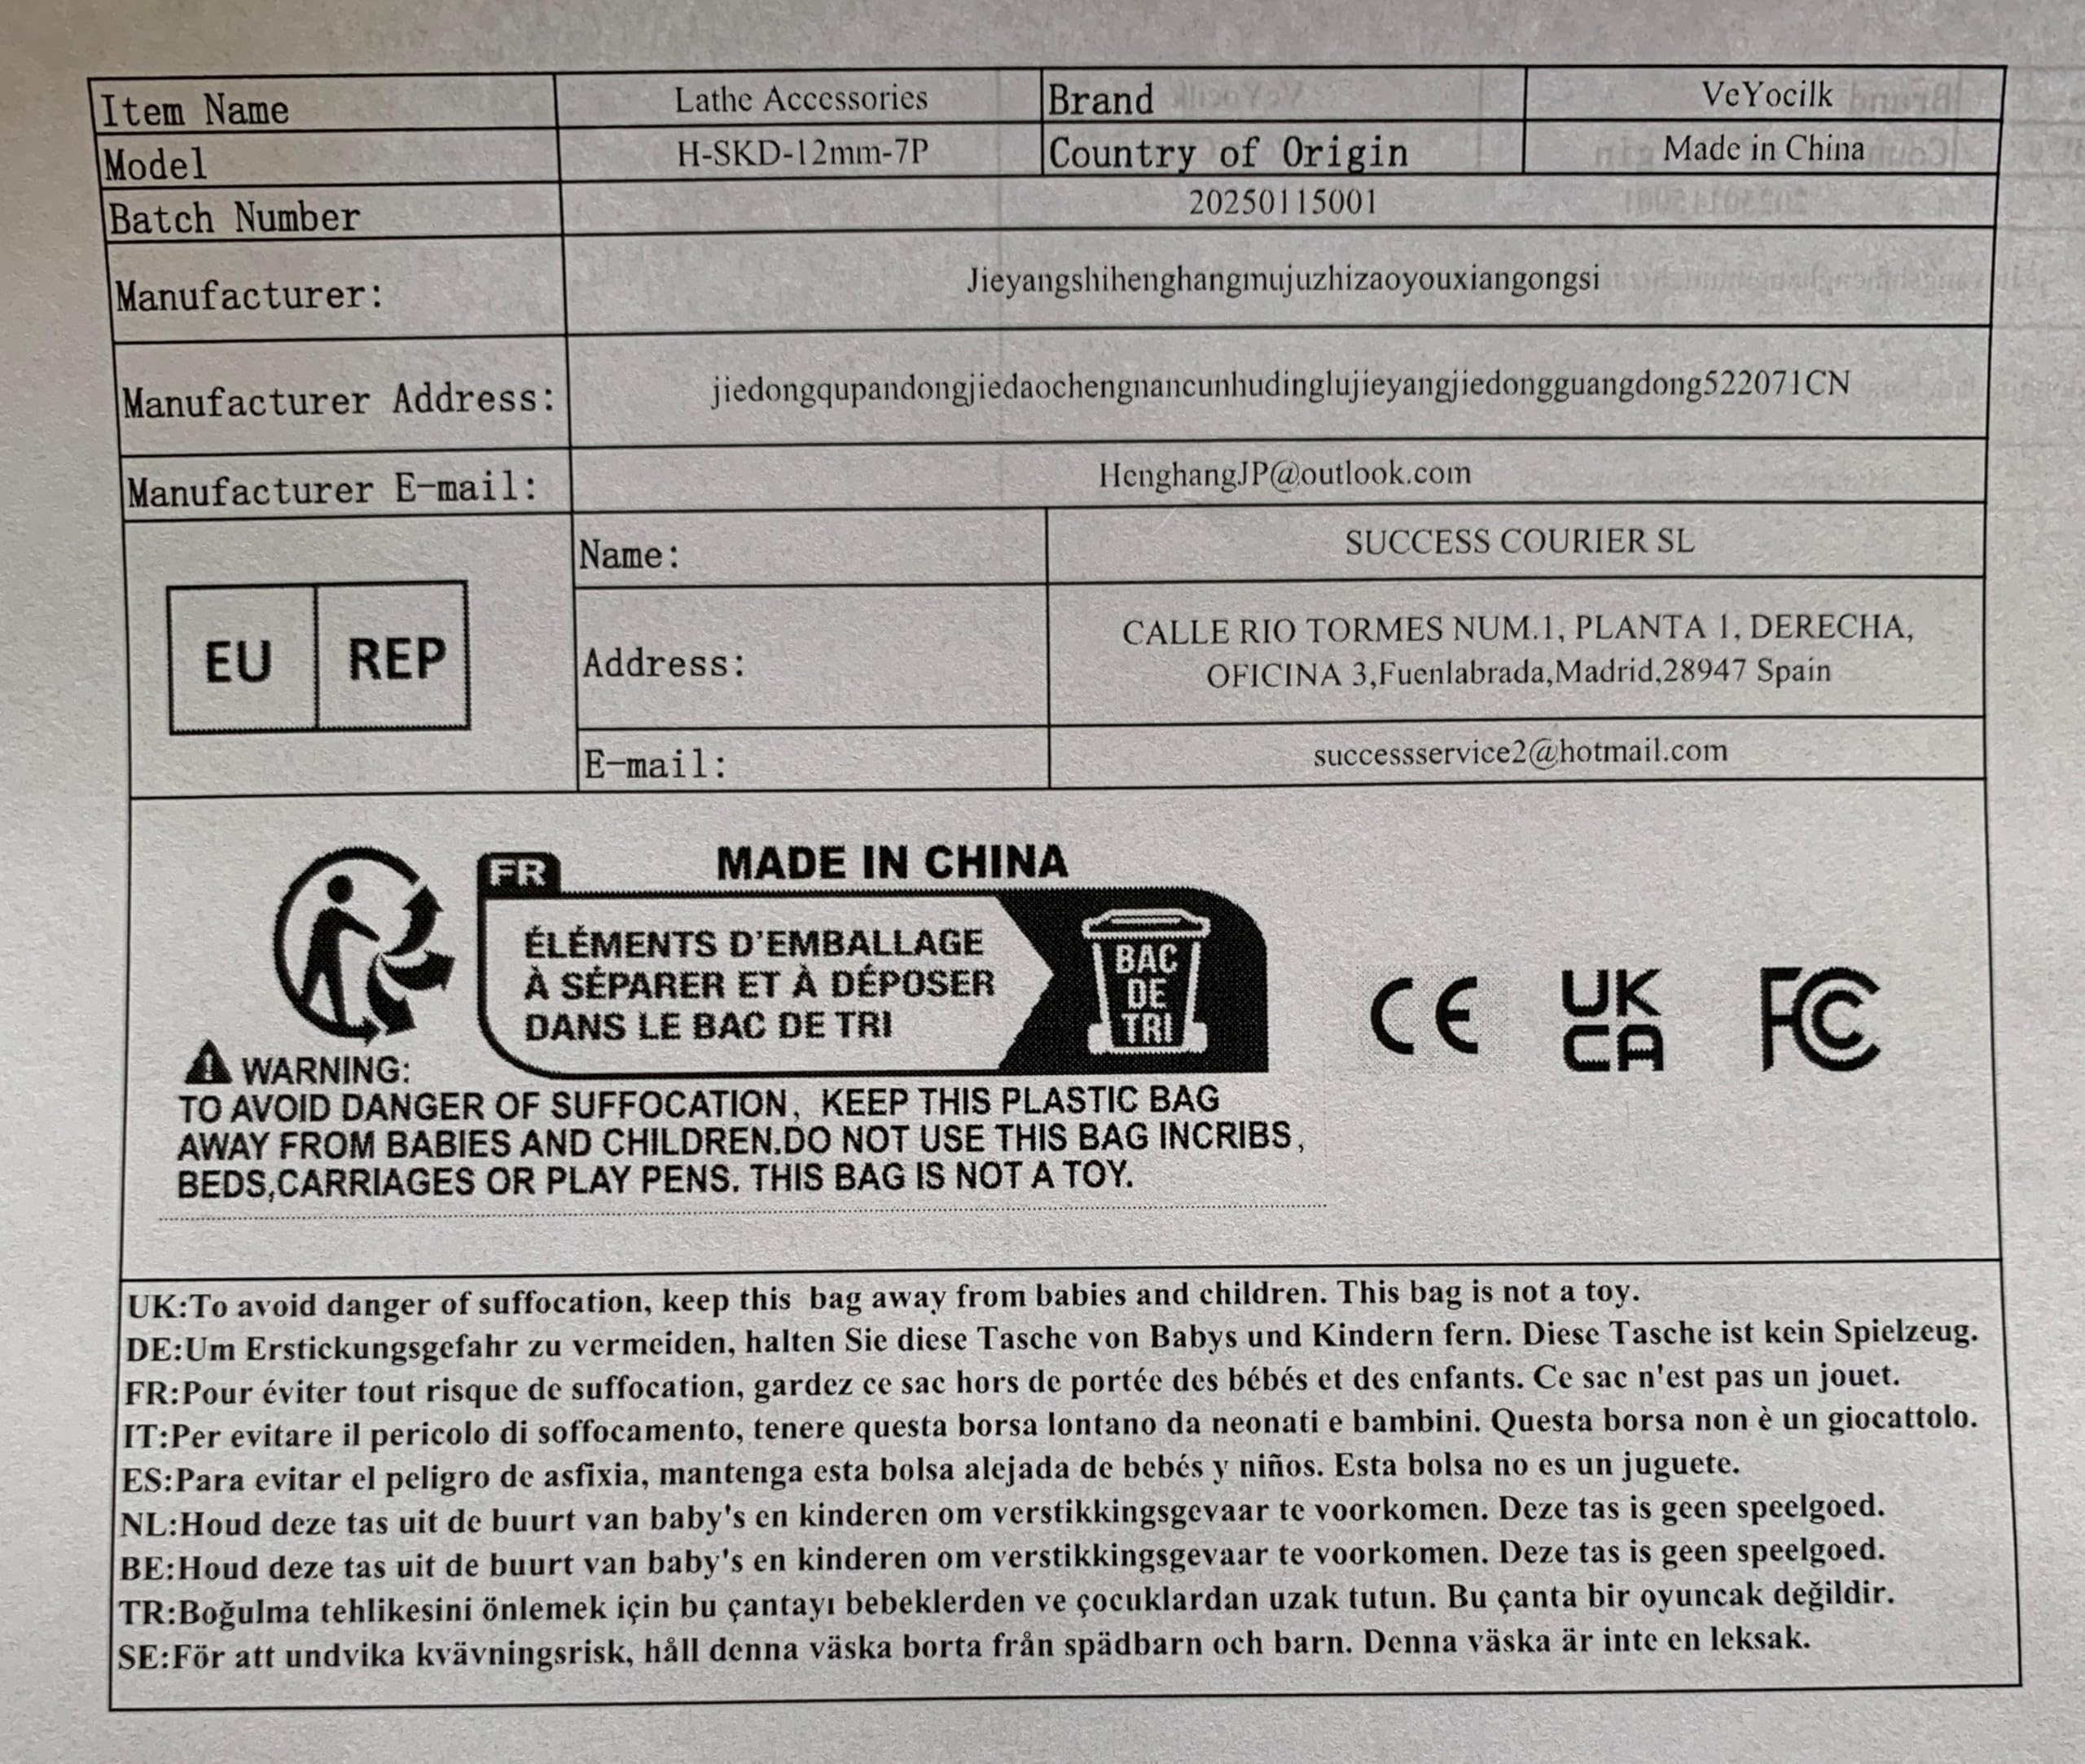 Item Name Lathe Accessories Brand VeYocilk
Model H-SKD-12mm-7P Country of Origin Made in China
Batch Number 20250115001
Manufacturer: Jieyangshihenghangmujuzhizaoyouxiangongsi
Manufacturer Address: jiedongqupandongjiedaochengnancunhudinglujieyangjiedongguangdong522071CN
Manufacturer E-mail: HenghangJP@outlook.com
EU REP
Name: SUCCESS COURIER SL
Address: CALLE RIO TORMES NUM.1, PLANTA 1, DERECHA,
OFICINA 3,Fuenlabrada,Madrid,28947 Spain
E-mail: successservice2@hotmail.com
MADE IN CHINA
FR
ÉLÉMENTS D'EMBALLAGE
À SÉPARER ET À DÉPOSER
DANS LE BAC DE TRI
BAC
DE
TRI
CE
UK
CA
FC
WARNING:
TO AVOID DANGER OF SUFFOCATION, KEEP THIS PLASTIC BAG
AWAY FROM BABIES AND CHILDREN.DO NOT USE THIS BAG INCRIBS,
BEDS,CARRIAGES OR PLAY PENS. THIS BAG IS NOT A TOY.
UK:To avoid danger of suffocation, keep this bag away from babies and children. This bag is not a toy.
DE:Um Erstickungsgefahr zu vermeiden, halten Sie diese Tasche von Babys und Kindern fern. Diese Tasche ist kein Spielzeug.
FR:Pour éviter tout risque de suffocation, gardez ce sac hors de portée des bébés et des enfants. Ce sac n'est pas un jouet.
IT:Per evitare il pericolo di soffocamento, tenere questa borsa lontano da neonati e bambini. Questa borsa non è un giocattolo.
ES:Para evitar el peligro de asfixia, mantenga esta bolsa alejada de bebés y niños. Esta bolsa no es un juguete.
NL:Houd deze tas uit de buurt van baby's en kinderen om verstikkingsgevaar te voorkomen. Deze tas is geen speelgoed.
BE:Houd deze tas uit de buurt van baby's en kinderen om verstikkingsgevaar te voorkomen. Deze tas is geen speelgoed.
TR:Boğulma tehlikesini önlemek için bu çantayı bebeklerden ve çocuklardan uzak tutun. Bu çanta bir oyuncak değildir.
SE:För att undvika kvävningsrisk, håll denna väska borta från spädbarn och barn. Denna väska är inte en leksak.